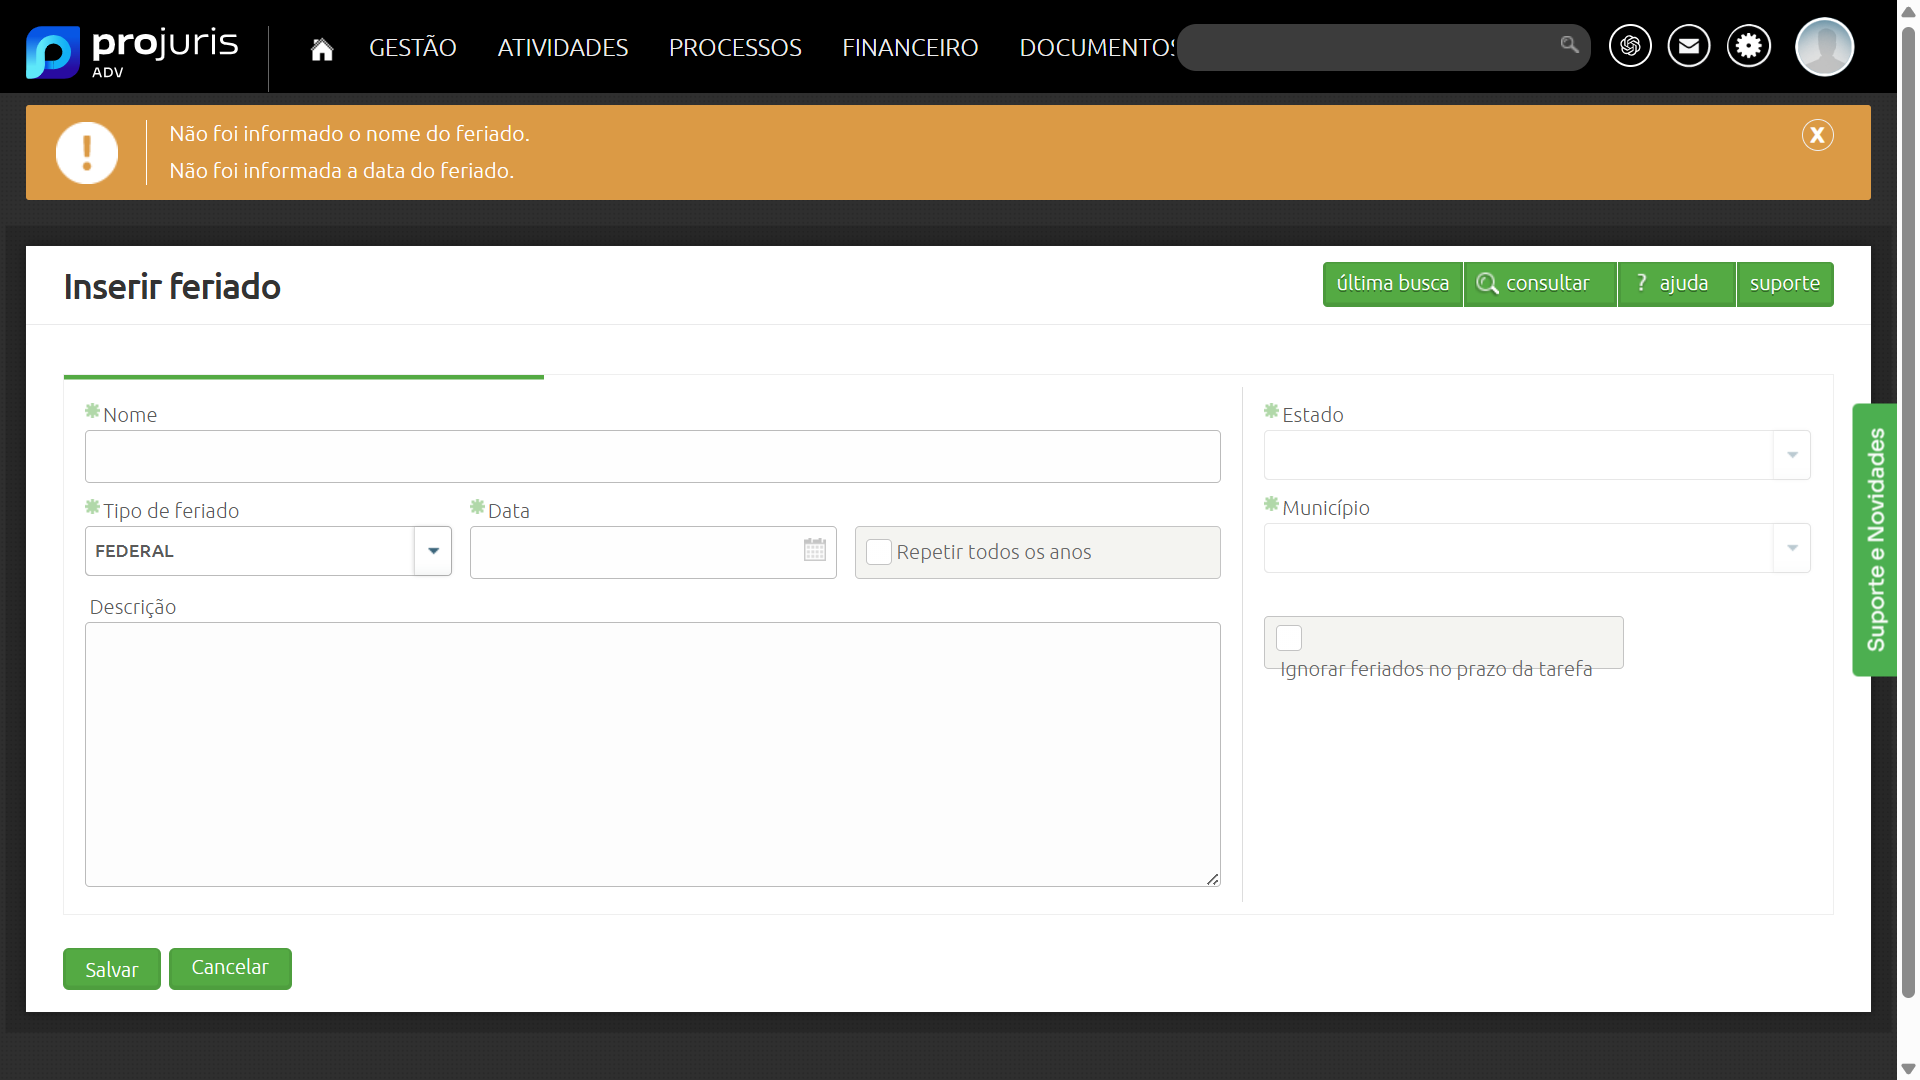 projuris
ADV
GESTÃO
ATIVIDADES
PROCESSOS
FINANCEIRO
DOCUMENTOS
Não foi informado o nome do feriado.
Não foi informada a data do feriado.
X
Inserir feriado
última busca
consultar
? ajuda
suporte
Nome
Estado
Tipo de feriado
Data
Município
FEDERAL
Repetir todos os anos
Descrição
Ignorar feriados no prazo da tarefa
Suporte e Novidades
Salvar
Cancelar